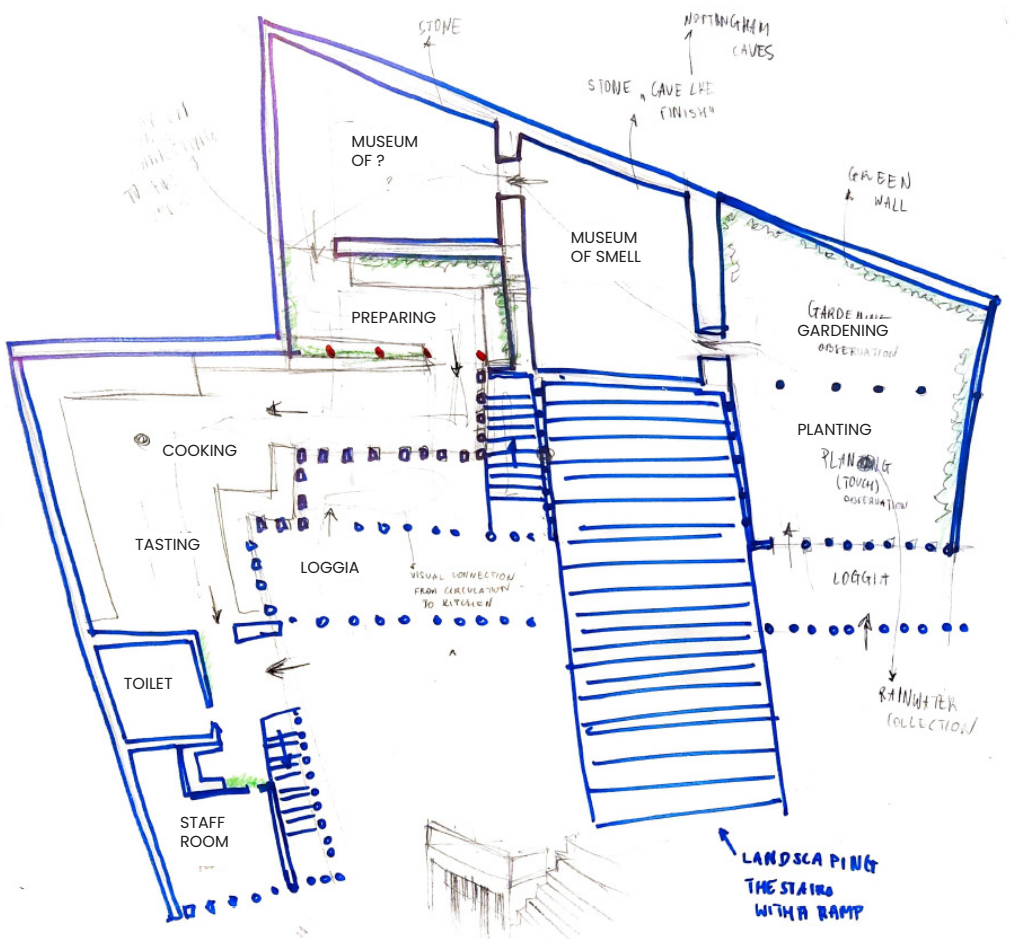 STONE
NOTTINGHAM
CAVES
STONE "CAVE LIKE
FINISH"
MUSEUM
OF ?
?
GREEN
WALL
MUSEUM
OF SMELL
PREPARING
GARDENING
GARDENING
OBSERVATION
COOKING
PLANTING
PLANTING
(TOUCH)
OBSERVATION
TASTING
LOGGIA
VISUAL CONNECTION
FROM CIRCULATION
TO KITCHEN
LOGGIA
TOILET
RAINWATER
COLLECTION
STAFF
ROOM
LANDSCAPING
THE STAIRS
WITH A RAMP